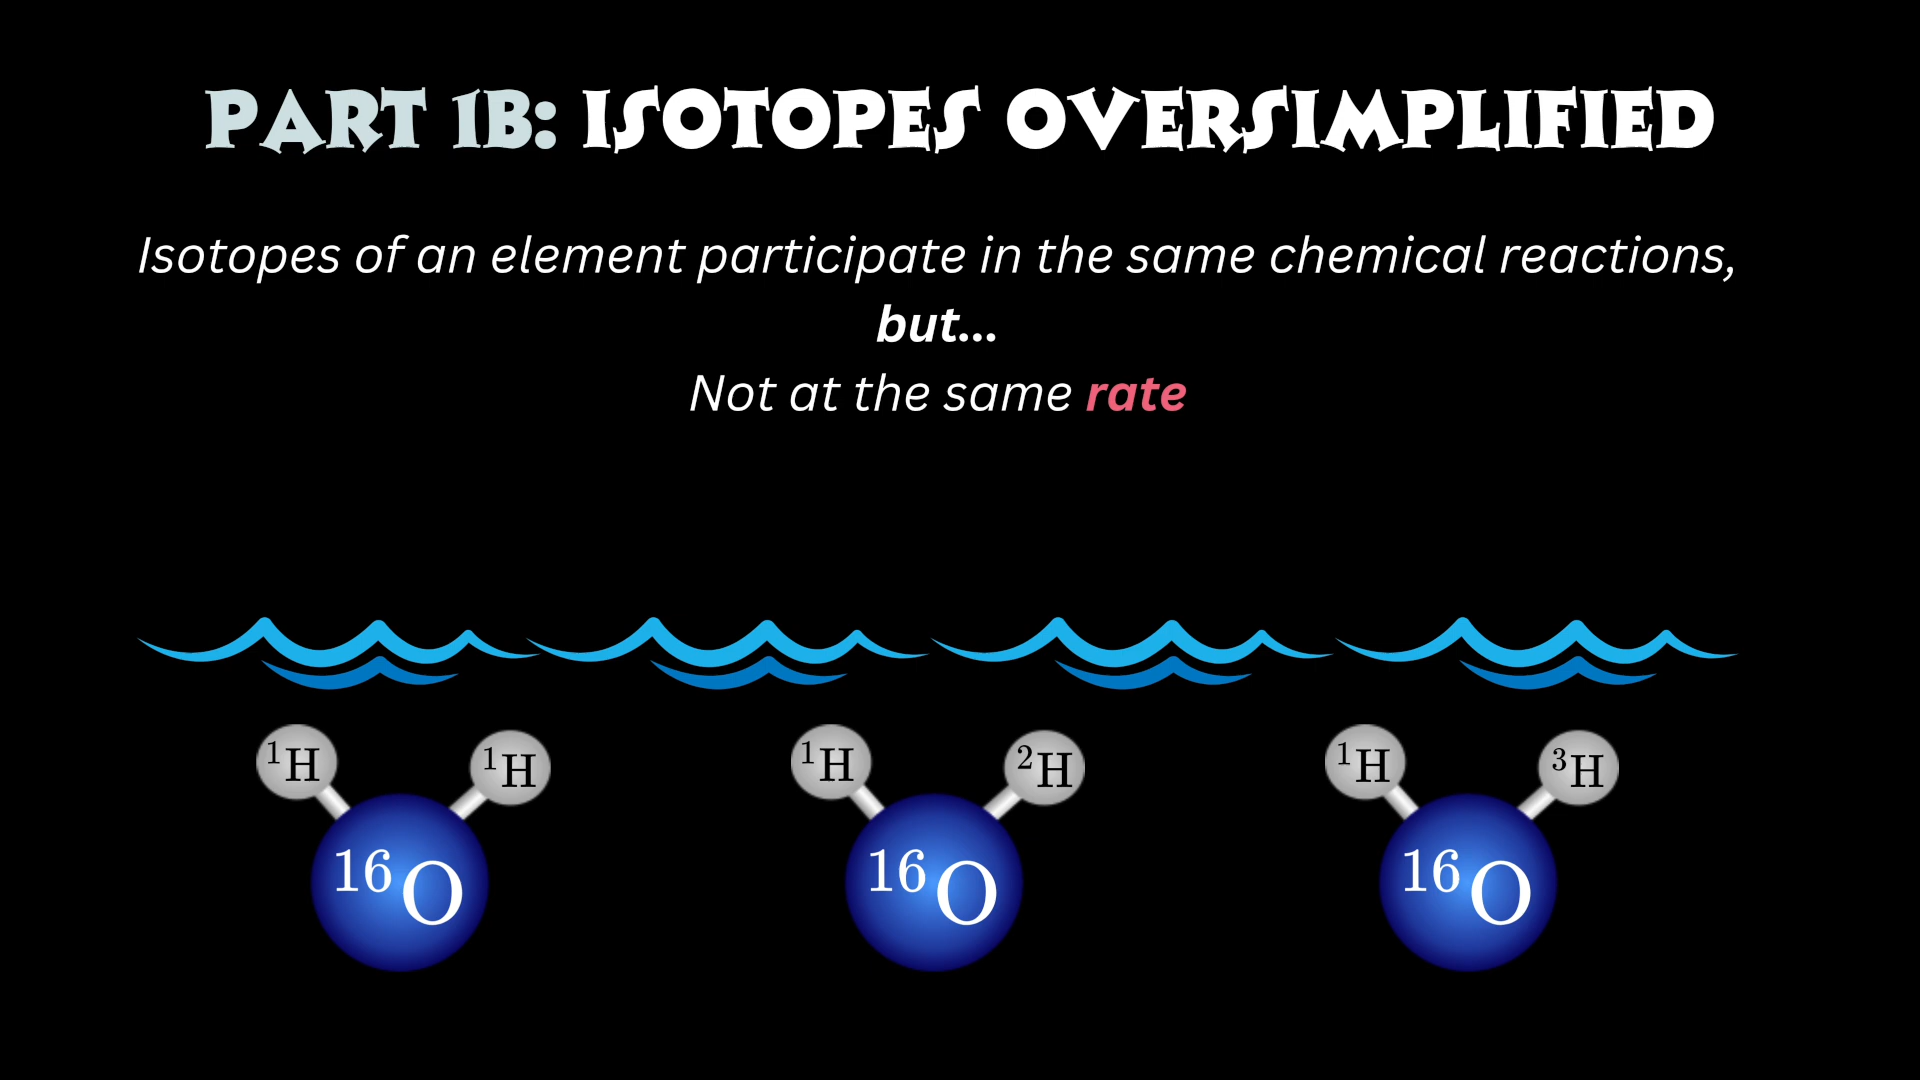 PART 1B: ISOTOPES OVERSIMPLIFIED
Isotopes of an element participate in the same chemical reactions,
but...
Not at the same rate
¹H ¹H ¹H ²H ¹H ³H
¹⁶O ¹⁶O ¹⁶O